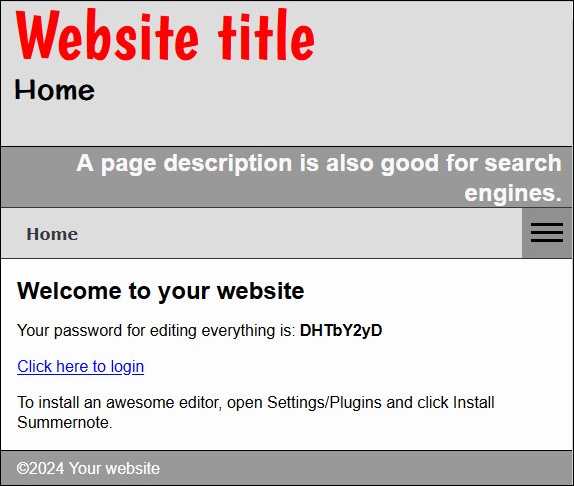 Website title
Home
A page description is also good for search
engines.
Home
Welcome to your website
Your password for editing everything is: DHTbY2yD
Click here to login
To install an awesome editor, open Settings/Plugins and click Install
Summernote.
©2024 Your website